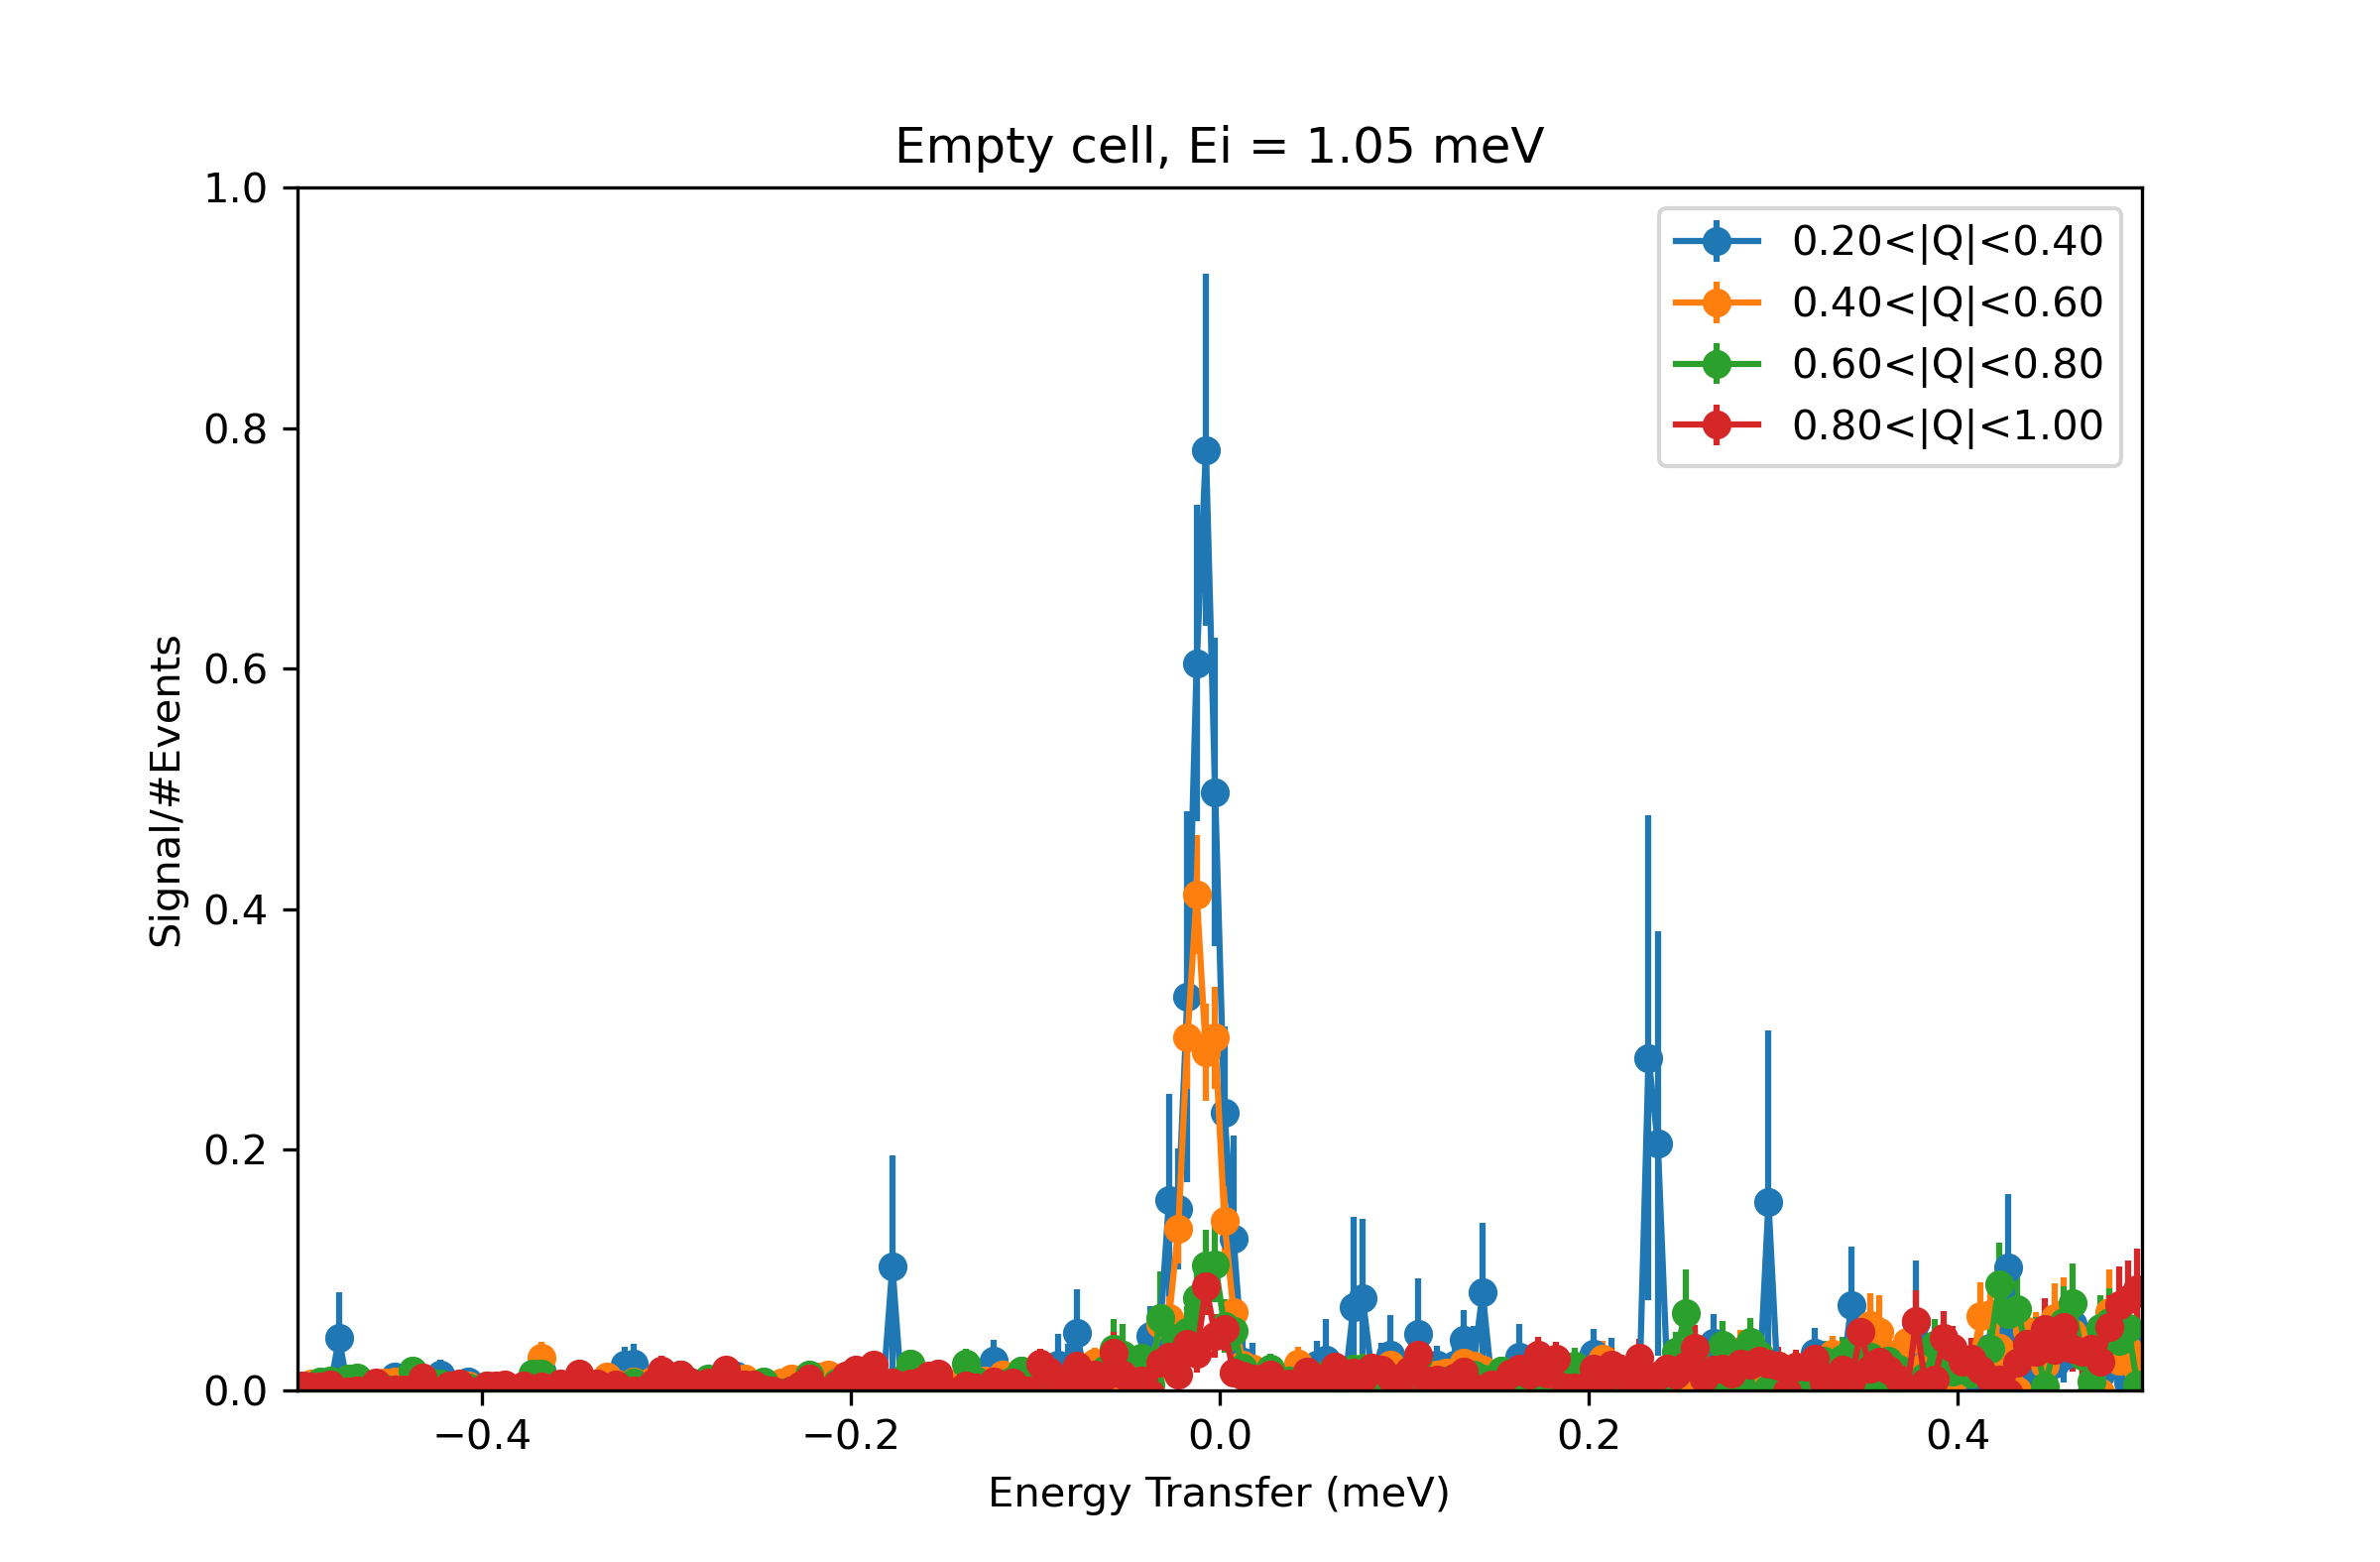 Empty cell, Ei = 1.05 meV
1.0
0.8
0.6
0.4
0.2
0.0
Signal/#Events
0.20<|Q|<0.40
0.40<|Q|<0.60
0.60<|Q|<0.80
0.80<|Q|<1.00
−0.4
−0.2
0.0
0.2
0.4
Energy Transfer (meV)